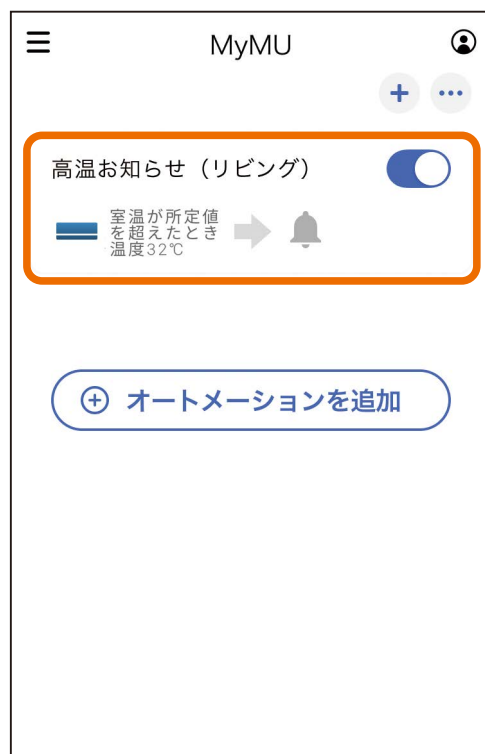 MyMU
高温お知らせ（リビング）
室温が所定値
を超えたとき
温度32℃
オートメーションを追加